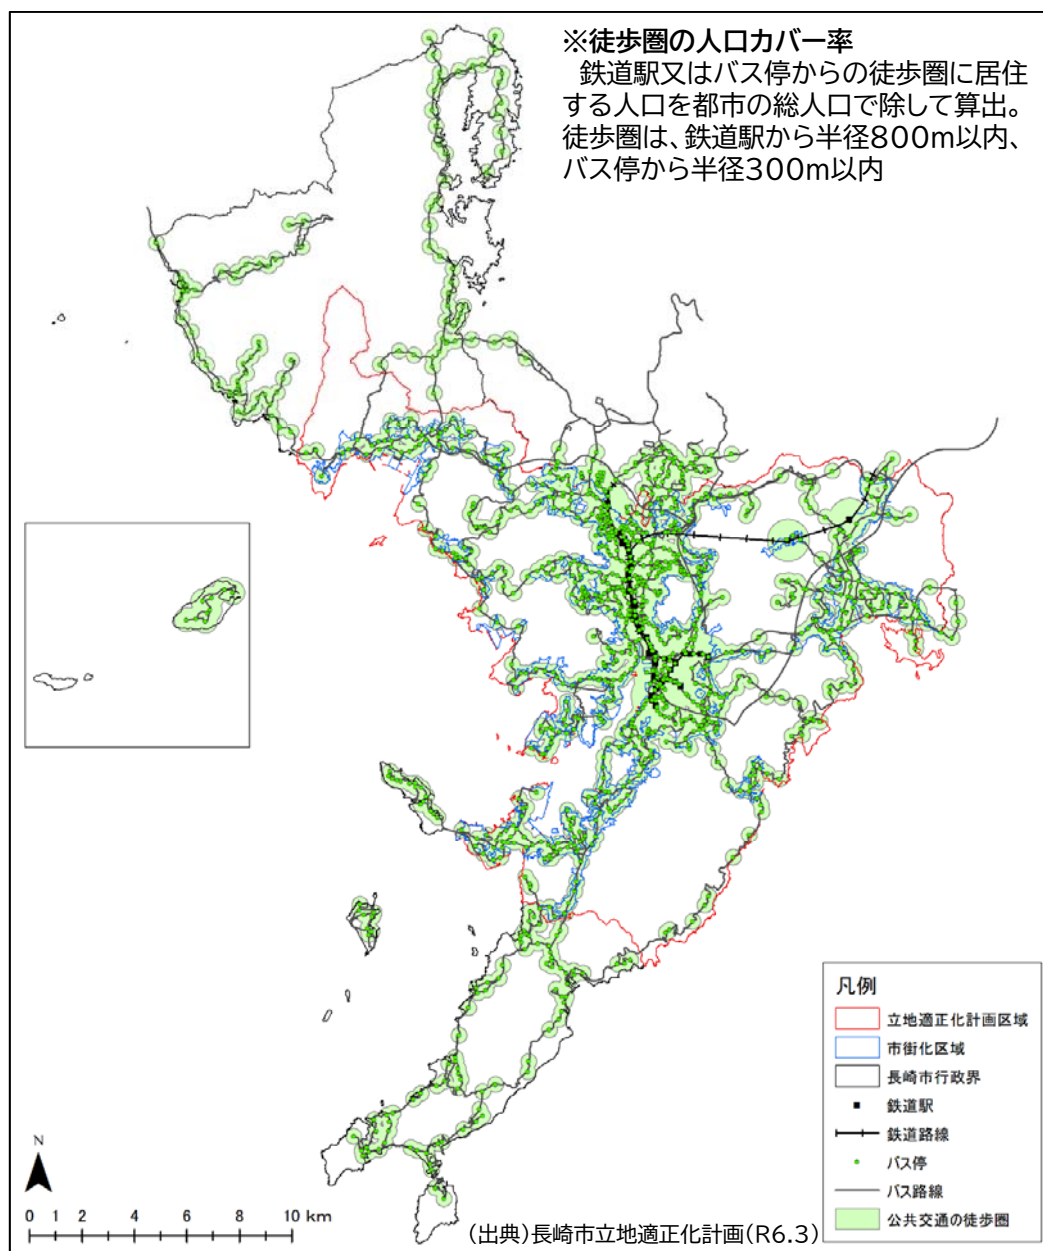 ※徒歩圏の人口カバー率
鉄道駅又はバス停からの徒歩圏に居住
する人口を都市の総人口で除して算出。
徒歩圏は、鉄道駅から半径800m以内、
バス停から半径300m以内
凡例
立地適正化計画区域
市街化区域
長崎市行政界
鉄道駅
鉄道路線
バス停
バス路線
公共交通の徒歩圏
N
0 1 2 4 6 8 10 km
(出典)長崎市立地適正化計画(R6.3)